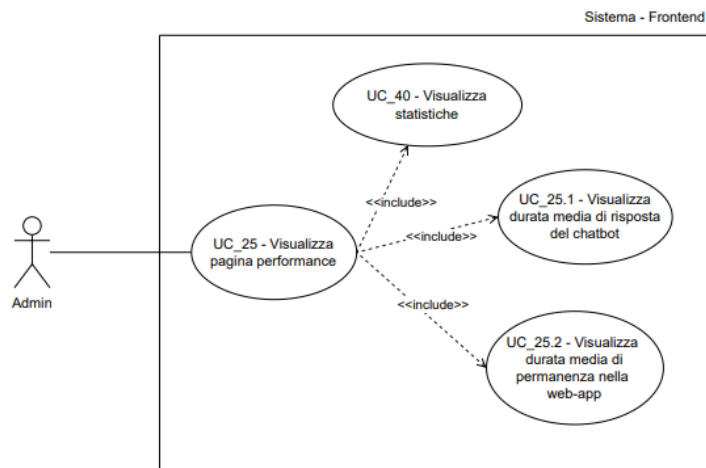 Sistema - Frontend
UC_40 - Visualizza
statistiche
<<include>>
UC_25.1 - Visualizza
durata media di risposta
del chatbot
<<include>>
UC_25 - Visualizza
pagina performance
Admin
<<include>>
UC_25.2 - Visualizza
durata media di
permanenza nella
web-app